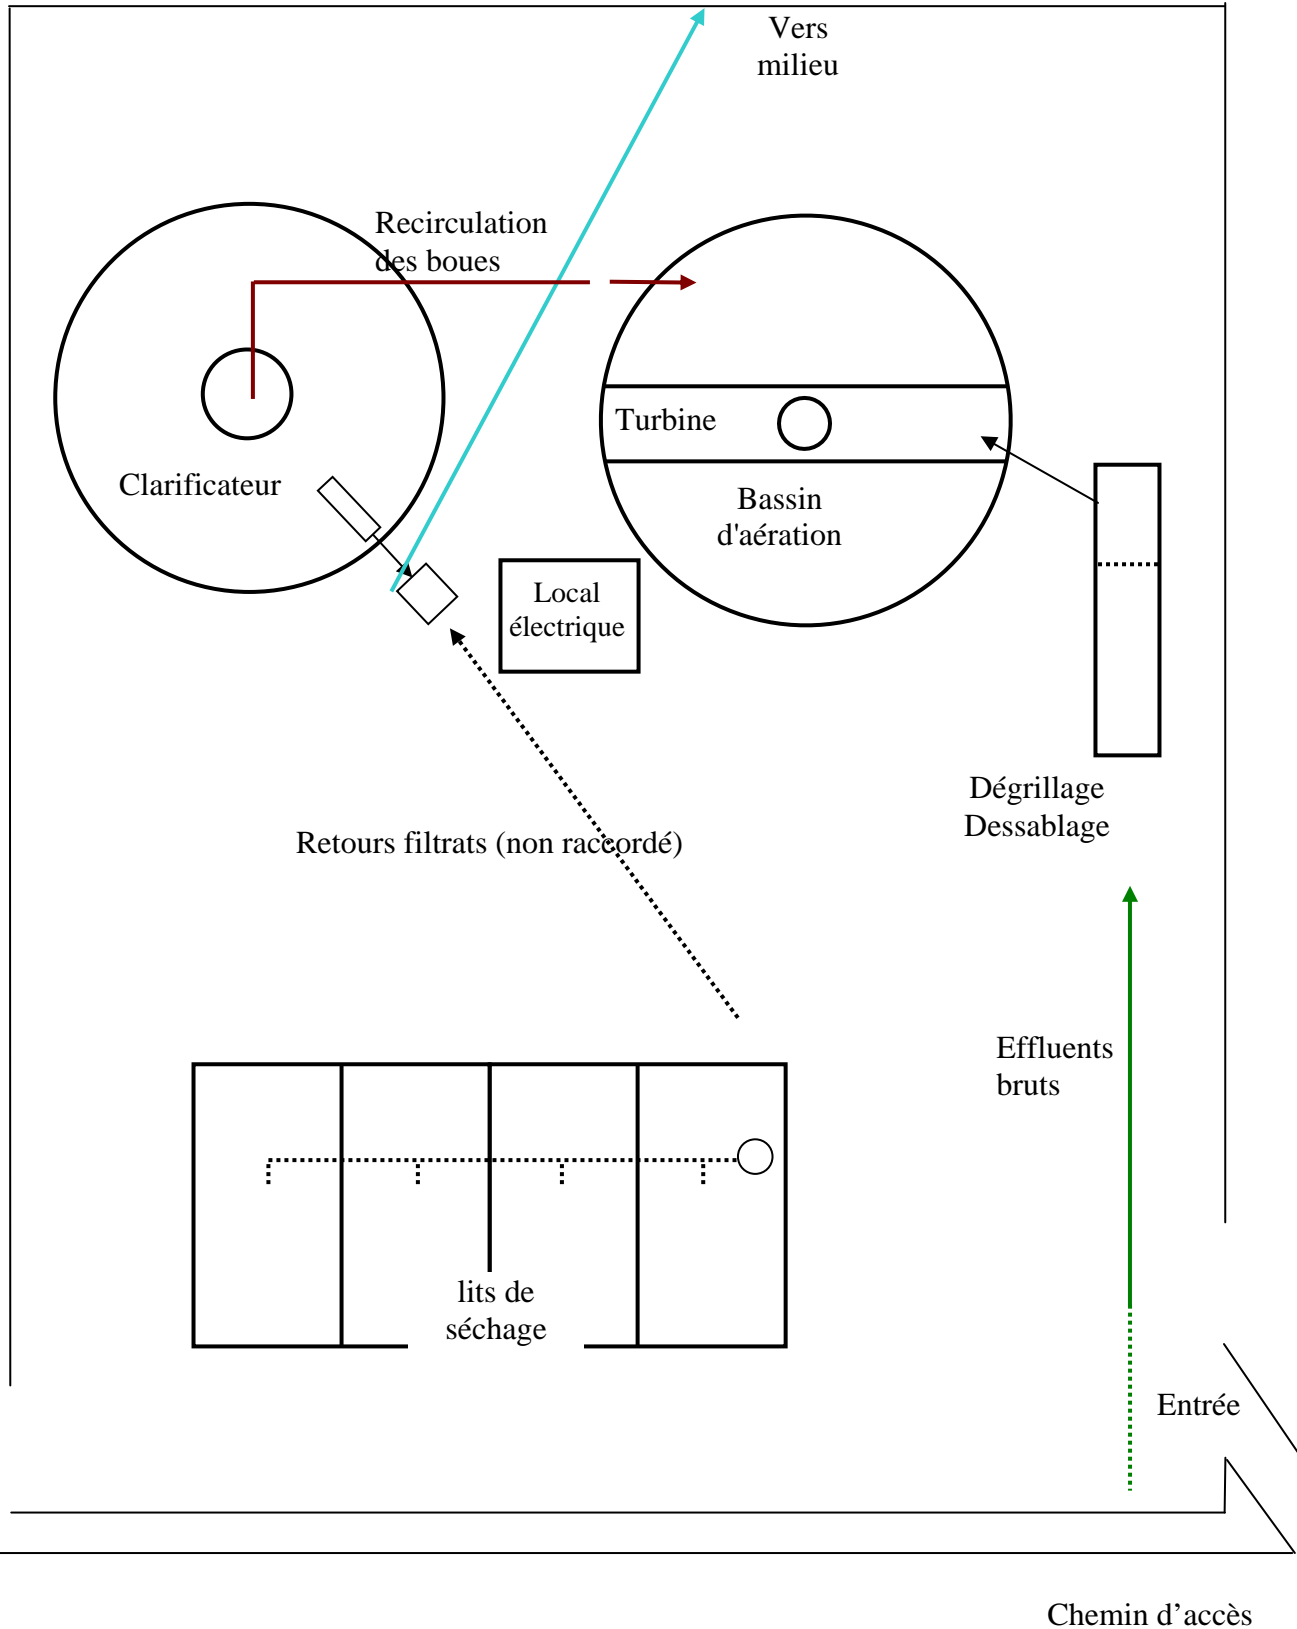 Vers
milieu
Recirculation
des boues
Turbine
Clarificateur
Bassin
d'aération
Local
électrique
Dégrillage
Dessablage
Retours filtrats (non raccordé)
Effluents
bruts
lits de
séchage
Entrée
Chemin d’accès